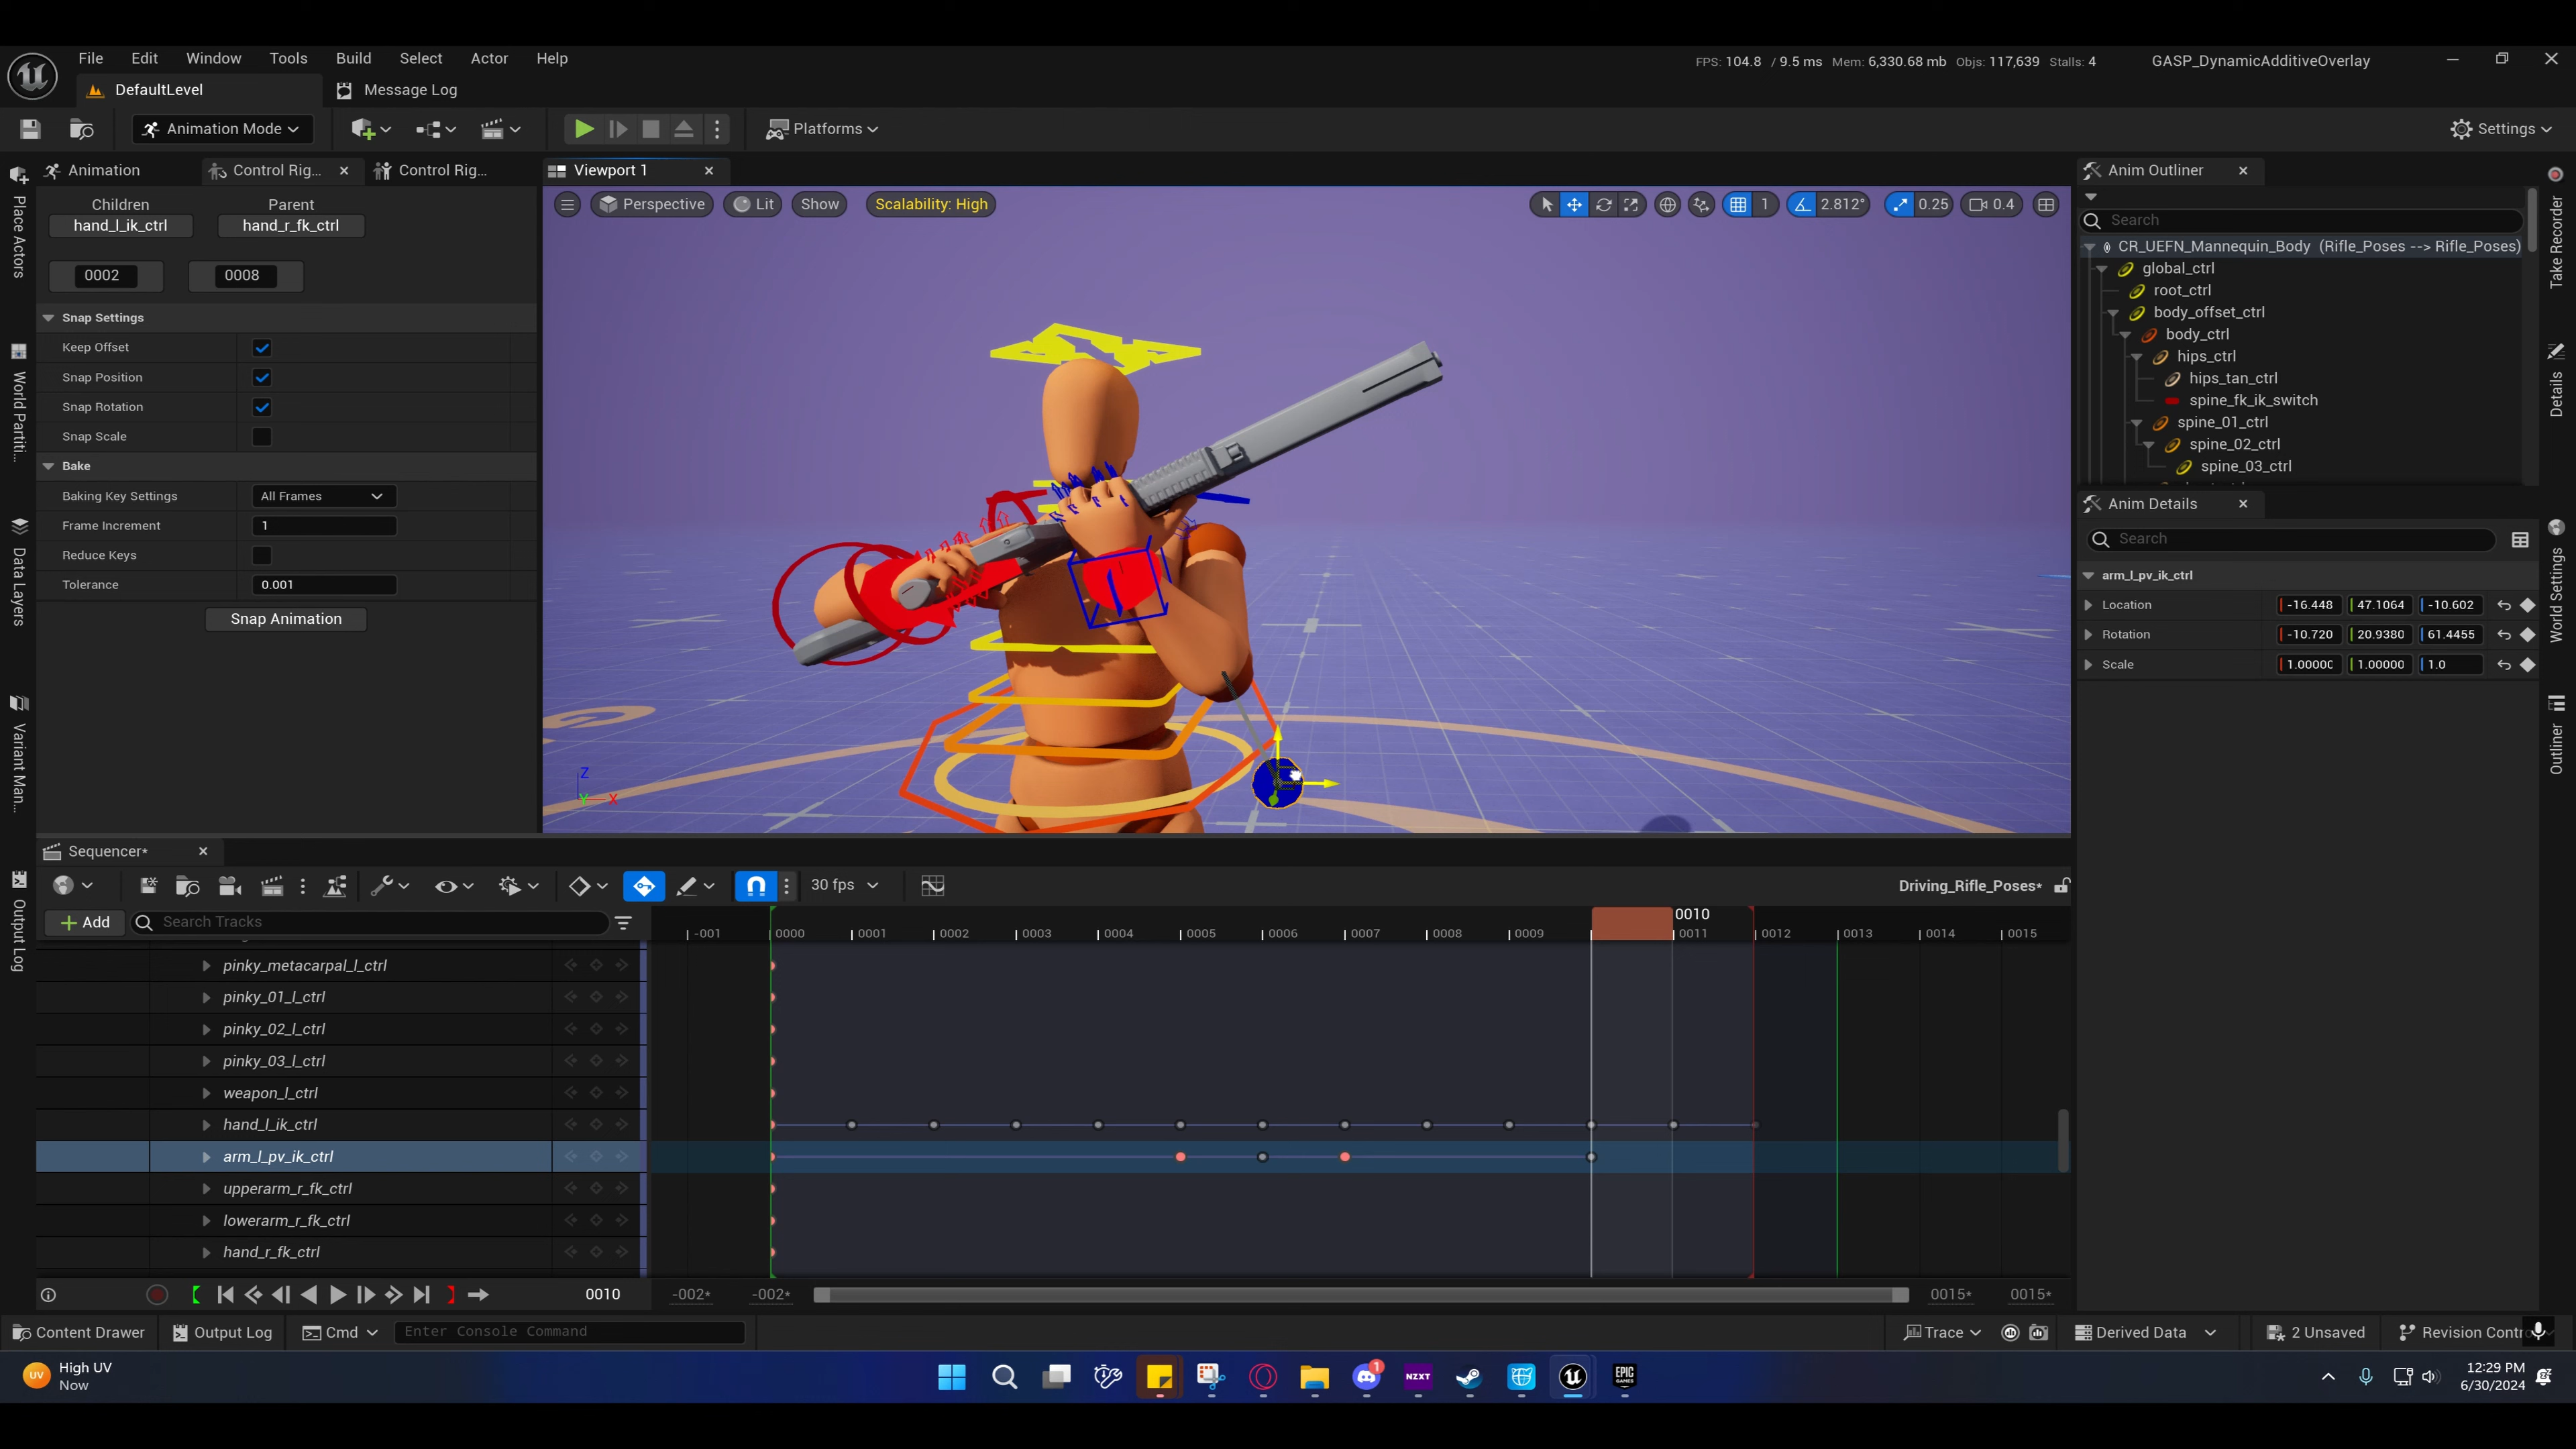 File Edit Window Tools Build Select Actor Help
FPS: 104.8 / 9.5 ms Mem: 6,330.68 mb Objs: 117,639 Stalls: 4
GASP_DynamicAdditiveOverlay
DefaultLevel
Message Log
Animation Mode
Platforms
Settings
Place Actors
World Partiti...
Data Layers
Variant Man...
Output Log
Animation
Control Rig...
Control Rig...
Children
Parent
hand_l_ik_ctrl
hand_r_fk_ctrl
0002
0008
Snap Settings
Keep Offset
Snap Position
Snap Rotation
Snap Scale
Bake
Baking Key Settings
All Frames
Frame Increment
1
Reduce Keys
Tolerance
0.001
Snap Animation
Viewport 1
Perspective
Lit
Show
Scalability: High
1
2.812°
0.25
0.4
Z
Y
X
Anim Outliner
Search
CR_UEFN_Mannequin_Body (Rifle_Poses --> Rifle_Poses)
global_ctrl
root_ctrl
body_offset_ctrl
body_ctrl
hips_ctrl
hips_tan_ctrl
spine_fk_ik_switch
spine_01_ctrl
spine_02_ctrl
spine_03_ctrl
Anim Details
Search
arm_l_pv_ik_ctrl
Location
-16.448 47.1064 -10.602
Rotation
-10.720 20.9380 61.4455
Scale
1.0000C 1.00000 1.0
Take Recorder
Details
World Settings
Outliner
Sequencer*
30 fps
Driving_Rifle_Poses*
Add
Search Tracks
0010
-001 0000 0001 0002 0003 0004 0005 0006 0007 0008 0009 0011 0012 0013 0014 0015
pinky_metacarpal_l_ctrl
pinky_01_l_ctrl
pinky_02_l_ctrl
pinky_03_l_ctrl
weapon_l_ctrl
hand_l_ik_ctrl
arm_l_pv_ik_ctrl
upperarm_r_fk_ctrl
lowerarm_r_fk_ctrl
hand_r_fk_ctrl
0010
-002*
-002*
0015*
0015*
Content Drawer
Output Log
Cmd
Enter Console Command
Trace
Derived Data
2 Unsaved
Revision Contr
UV
High UV
Now
1
NZXT
EPIC
GAMES
12:29 PM
6/30/2024